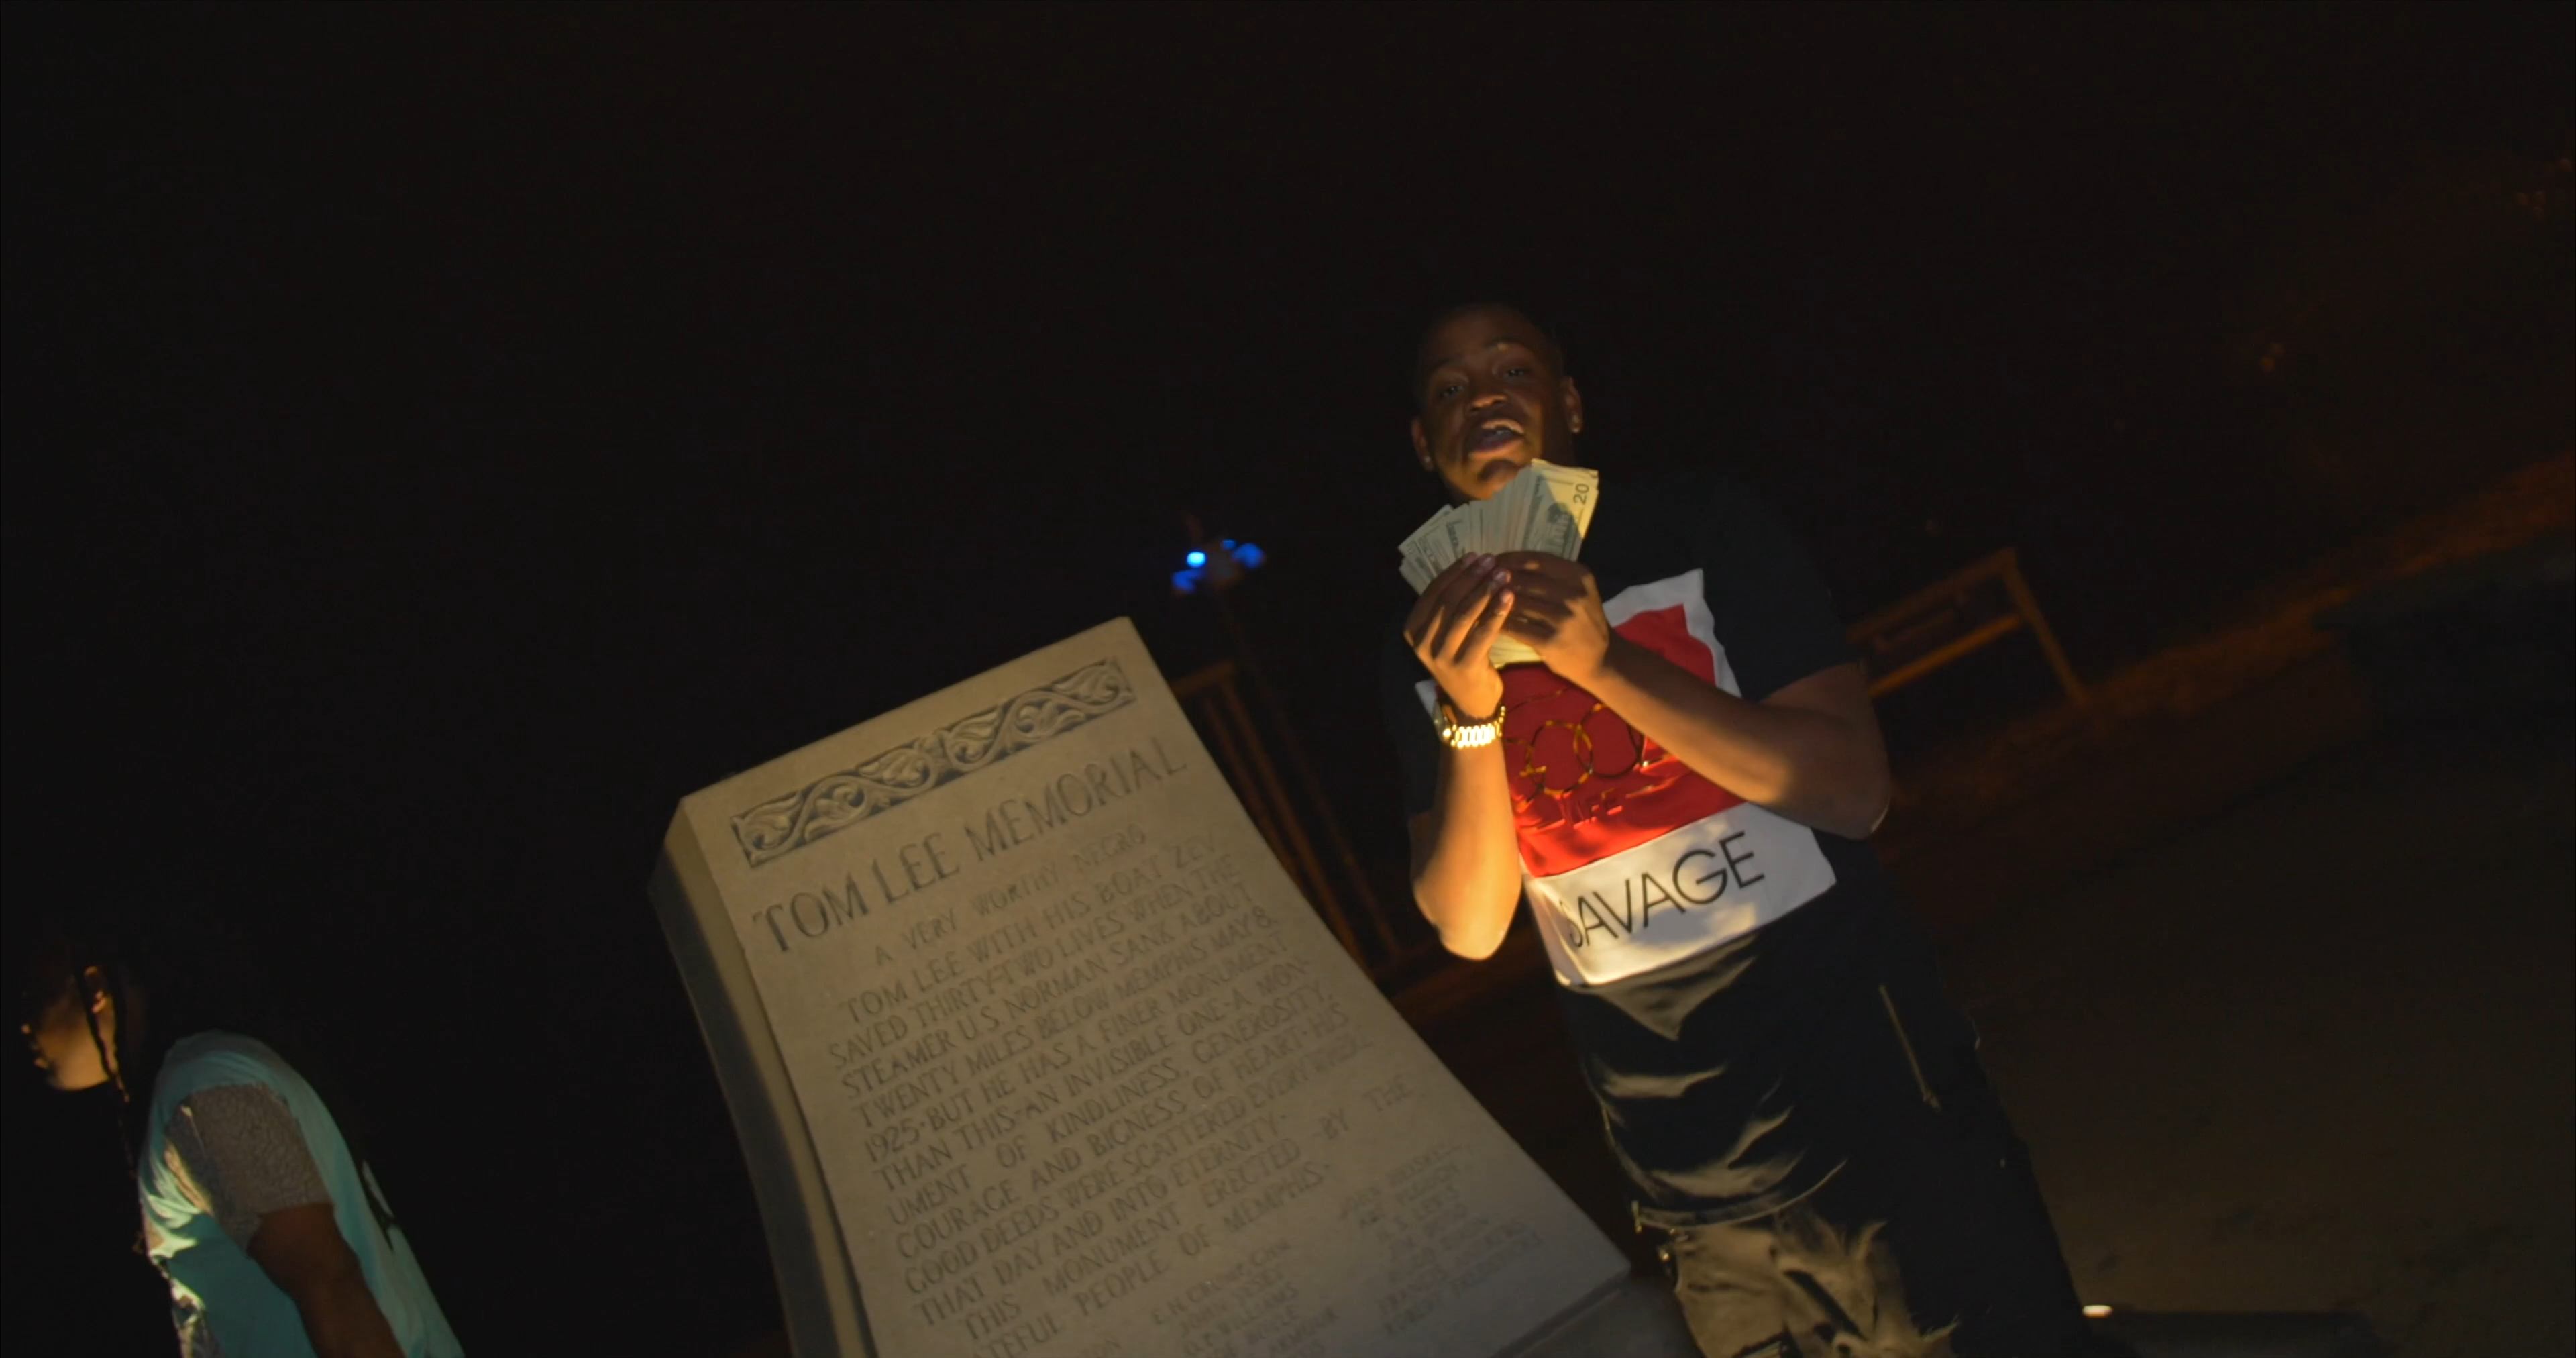 TOM LEE MEMORIAL
A VERY WORTHY NEGRO
TOM LEE WITH HIS BOAT ZEV
SAVED THIRTY-TWO LIVES WHEN THE
STEAMER U.S. NORMAN SANK ABOUT
TWENTY MILES BELOW MEMPHIS MAY 8,
1925-BUT HE HAS A FINER MONUMENT
THAN THIS-AN INVISIBLE ONE-A MON-
UMENT OF KINDLINESS, GENEROSITY,
COURAGE AND BIGNESS OF HEART-HIS
GOOD DEEDS WERE SCATTERED EVERYWHERE
THAT DAY AND INTO ETERNITY.
THIS MONUMENT ERECTED BY THE
PEOPLE OF MEMPHIS.
20
SAVAGE